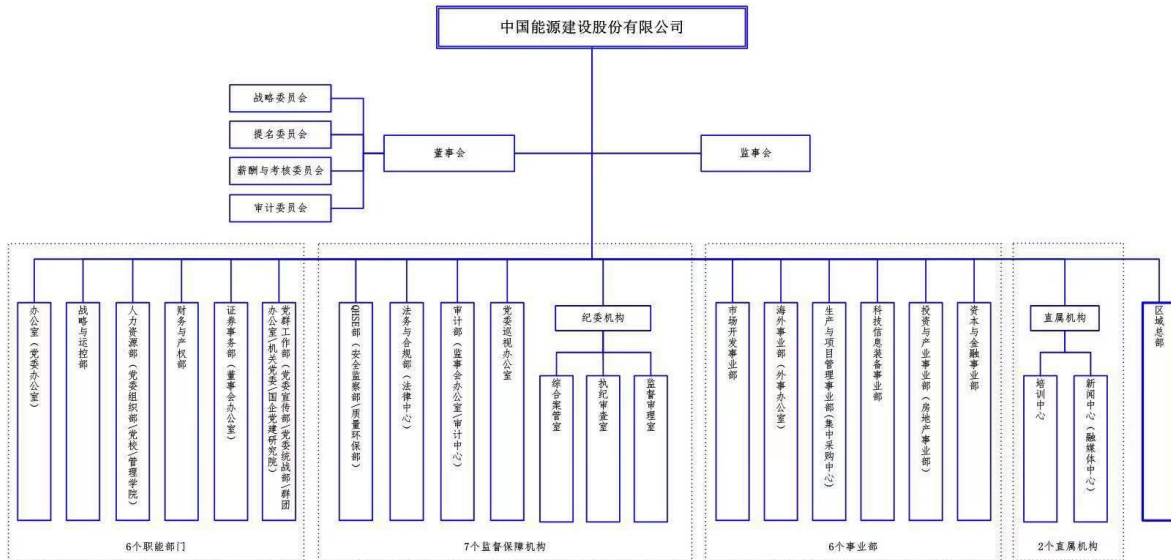 中国能源建设股份有限公司
战略委员会
提名委员会
薪酬与考核委员会
审计委员会
董事会
监事会
办公室（党委办公室）
战略与运控部
人力资源部（党委组织部\党校\管理学院）
财务与产权部
证券事务部（董事会办公室）
党群工作部（党委宣传部\党委统战部\群团
办公室\机关党委\国企党建研究院）
6个职能部门
QHSE部（安全监察部\质量环保部）
法务与合规部（法律中心）
审计部（监事会办公室\审计中心）
党委巡视办公室
纪委机构
综合案管室
执纪审查室
监督审理室
7个监督保障机构
市场开发事业部
海外事业部（外事办公室）
生产与项目管理事业部（集中采购中心）
科技信息装备事业部
投资与产业事业部（房地产事业部）
资本与金融事业部
6个事业部
直属机构
培训中心
新闻中心（融媒体中心）
2个直属机构
区域总部